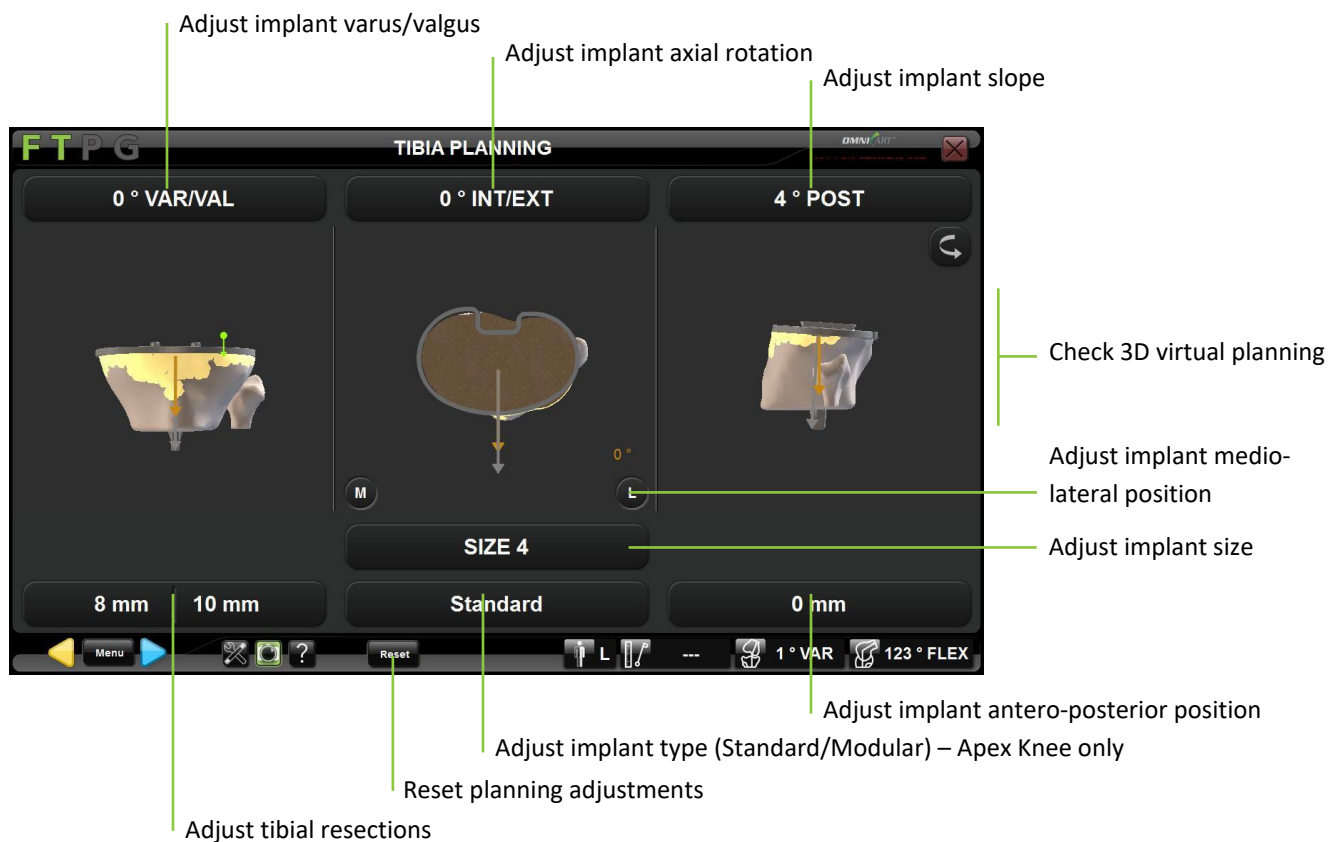 Adjust implant varus/valgus
Adjust implant axial rotation
Adjust implant slope
F T P G
TIBIA PLANNING
0 ° VAR/VAL
0 ° INT/EXT
4 ° POST
Check 3D virtual planning
0 °
M
L
Adjust implant medio-
lateral position
SIZE 4
Adjust implant size
8 mm
10 mm
Standard
0 mm
Menu
?
Reset
L
---
1 ° VAR
123 ° FLEX
Adjust implant antero-posterior position
Adjust implant type (Standard/Modular) – Apex Knee only
Reset planning adjustments
Adjust tibial resections